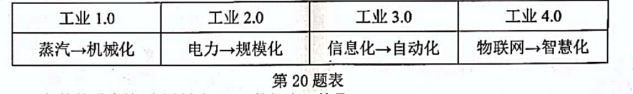 工业 1.0 工业 2.0 工业 3.0 工业 4.0
蒸汽→机械化 电力→规模化 信息化→自动化 物联网→智慧化
第 20 题表